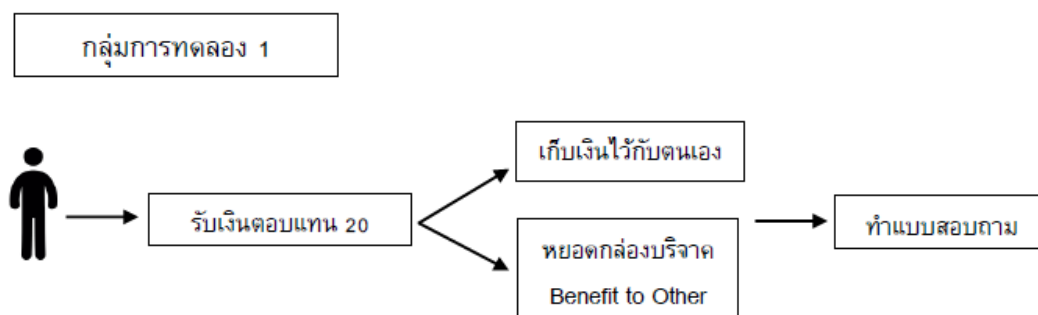 กลุ่มการทดลอง 1
เก็บเงินไว้กับตนเอง
รับเงินตอบแทน 20
หยอดกล่องบริจาค
Benefit to Other
ทำแบบสอบถาม